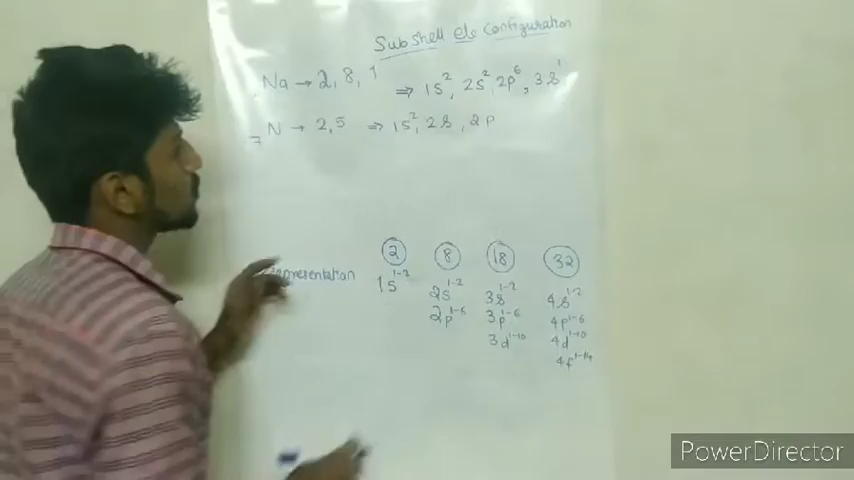 Subshell ele Configuration
Na → 2, 8, 1 ⇒ 1s², 2s², 2p⁶, 3s¹
₇N → 2, 5 ⇒ 1s², 2s, 2p
2 8 18 32
representation 1s¹⁻² 2s¹⁻² 3s¹⁻² 4s¹⁻²
2p¹⁻⁶ 3p¹⁻⁶ 4p¹⁻⁶
3d¹⁻¹⁰ 4d¹⁻¹⁰
4f¹⁻¹⁴
PowerDirector